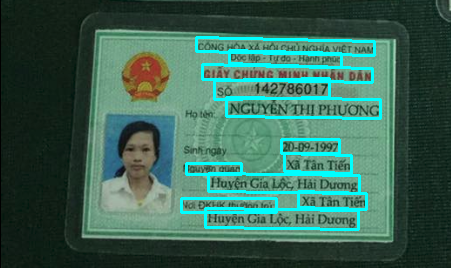 CỘNG HÒA XÃ HỘI CHỦ NGHĨA VIỆT NAM
Độc lập - Tự do - Hạnh phúc
GIẤY CHỨNG MINH NHÂN DÂN
SỐ 142786017
Họ tên: NGUYỄN THỊ PHƯƠNG
Sinh ngày 20-09-1992
Nguyên quán Xã Tân Tiến
Huyện Gia Lộc, Hải Dương
Nơi ĐKHK thường trú Xã Tân Tiến
Huyện Gia Lộc, Hải Dương